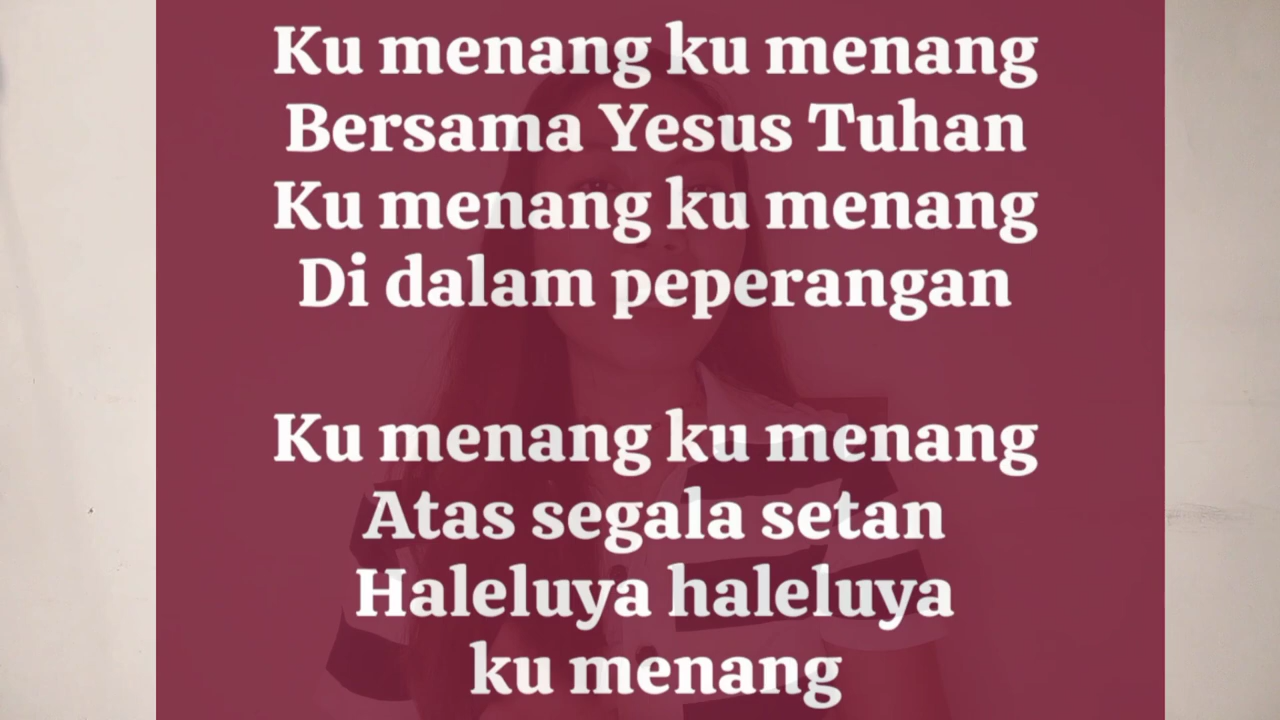 Ku menang ku menang
Bersama Yesus Tuhan
Ku menang ku menang
Di dalam peperangan
Ku menang ku menang
Atas segala setan
Haleluya haleluya
ku menang